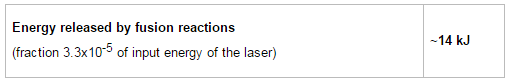 Energy released by fusion reactions
(fraction 3.3x10-5 of input energy of the laser)
~14 kJ